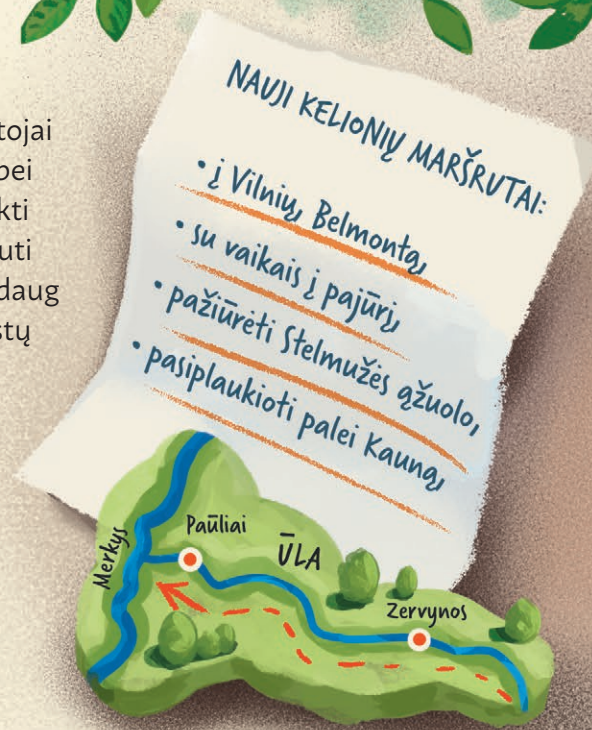 tojai
bei
kti
uti
daug
stų
NAUJI KELIONIŲ MARŠRUTAI:
• į Vilnių, Belmontą,
• su vaikais į pajūrį,
• pažiūrėti Stelmužės ąžuolo,
• pasiplaukioti palei Kauną,
Merkys
Paūliai
ŪLA
Zervynos